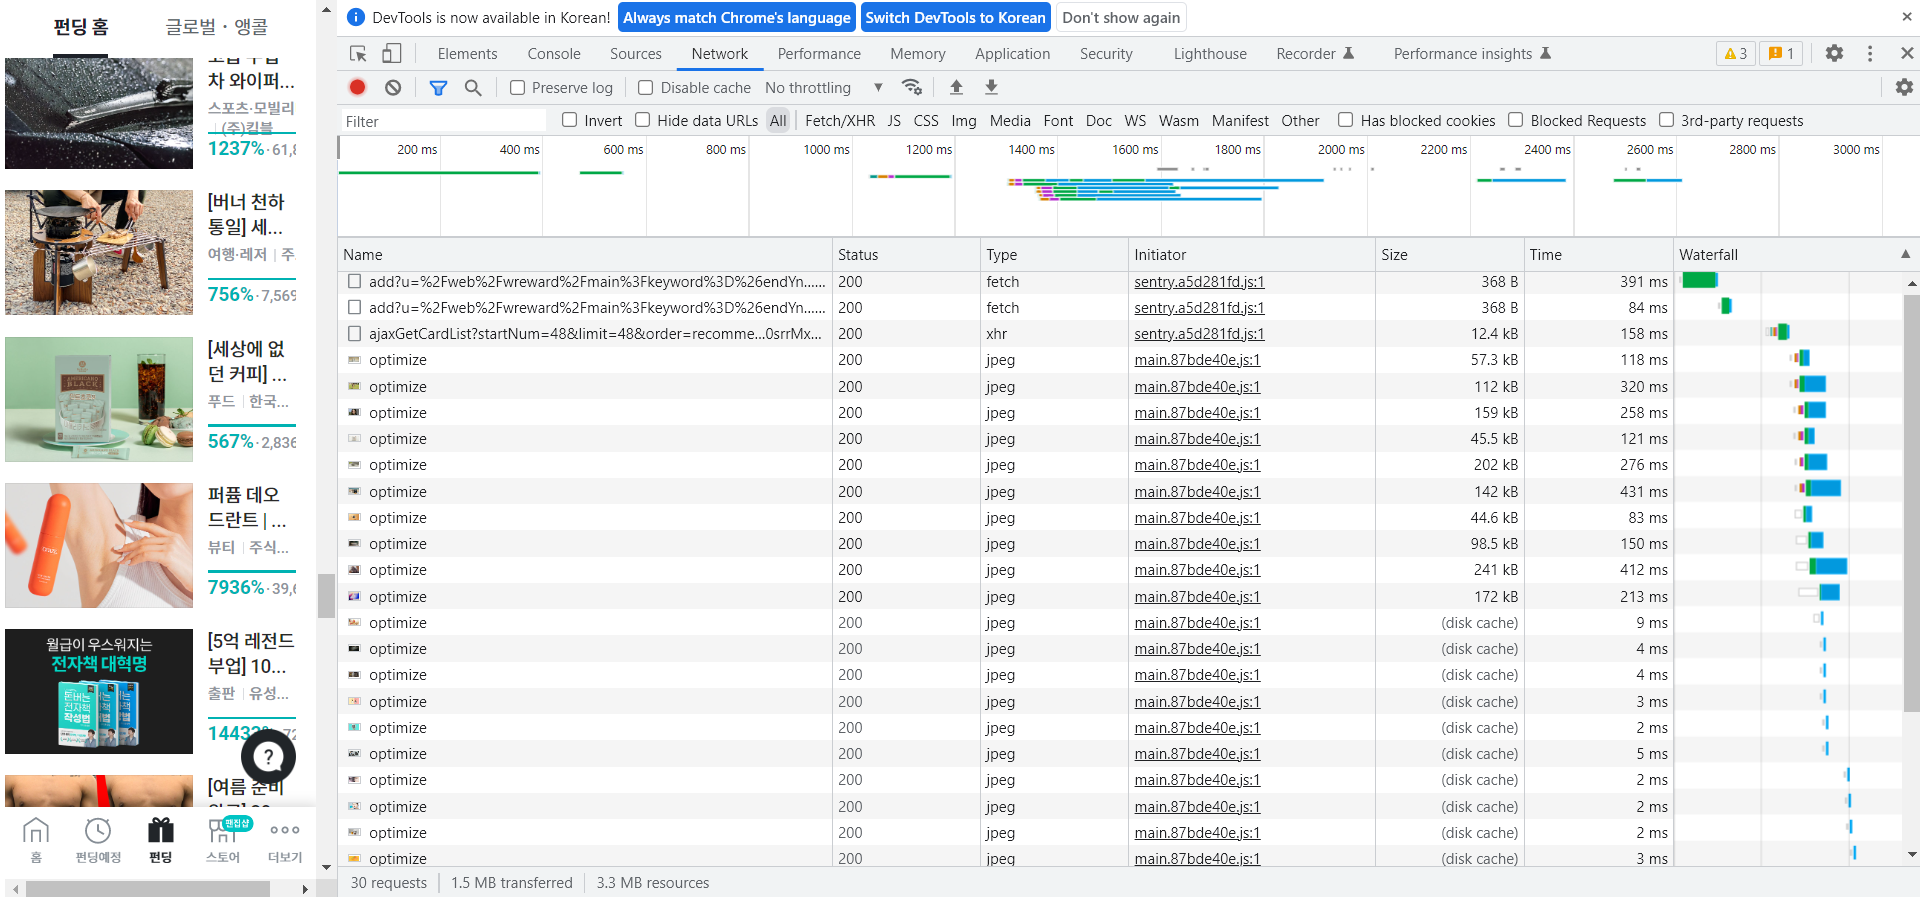 펀딩 홈
글로벌 · 앵콜
차 와이퍼...
스포츠·모빌리
(주)킴블
1237% · 61,8
[버너 천하
통일] 세...
여행·레저 | 주
756% · 7,569
AMERICANO
BLACK
[세상에 없
던 커피] ...
푸드 | 한국...
567% · 2,836
퍼퓸 데오
드란트 | ...
뷰티 | 주식...
7936% · 39,6
월급이 우스워지는
전자책 대혁명
돈버는
전자책
작성법
[5억 레전드
부업] 10...
출판 | 유성...
14433% 72
?
[여름 준비
홈
펀딩예정
펀딩
팬집샵
스토어
더보기
DevTools is now available in Korean!
Always match Chrome's language
Switch DevTools to Korean
Don't show again
Elements
Console
Sources
Network
Performance
Memory
Application
Security
Lighthouse
Recorder
Performance insights
3
1
Preserve log
Disable cache
No throttling
Filter
Invert
Hide data URLs
All
Fetch/XHR
JS
CSS
Img
Media
Font
Doc
WS
Wasm
Manifest
Other
Has blocked cookies
Blocked Requests
3rd-party requests
200 ms
400 ms
600 ms
800 ms
1000 ms
1200 ms
1400 ms
1600 ms
1800 ms
2000 ms
2200 ms
2400 ms
2600 ms
2800 ms
3000 ms
Name Status Type Initiator Size Time Waterfall
add?u=%2Fweb%2Fwreward%2Fmain%3Fkeyword%3D%26endYn...... 200 fetch sentry.a5d281fd.js:1 368 B 391 ms
add?u=%2Fweb%2Fwreward%2Fmain%3Fkeyword%3D%26endYn...... 200 fetch sentry.a5d281fd.js:1 368 B 84 ms
ajaxGetCardList?startNum=48&limit=48&order=recomme...0srrMx... 200 xhr sentry.a5d281fd.js:1 12.4 kB 158 ms
optimize 200 jpeg main.87bde40e.js:1 57.3 kB 118 ms
optimize 200 jpeg main.87bde40e.js:1 112 kB 320 ms
optimize 200 jpeg main.87bde40e.js:1 159 kB 258 ms
optimize 200 jpeg main.87bde40e.js:1 45.5 kB 121 ms
optimize 200 jpeg main.87bde40e.js:1 202 kB 276 ms
optimize 200 jpeg main.87bde40e.js:1 142 kB 431 ms
optimize 200 jpeg main.87bde40e.js:1 44.6 kB 83 ms
optimize 200 jpeg main.87bde40e.js:1 98.5 kB 150 ms
optimize 200 jpeg main.87bde40e.js:1 241 kB 412 ms
optimize 200 jpeg main.87bde40e.js:1 172 kB 213 ms
optimize 200 jpeg main.87bde40e.js:1 (disk cache) 9 ms
optimize 200 jpeg main.87bde40e.js:1 (disk cache) 4 ms
optimize 200 jpeg main.87bde40e.js:1 (disk cache) 4 ms
optimize 200 jpeg main.87bde40e.js:1 (disk cache) 3 ms
optimize 200 jpeg main.87bde40e.js:1 (disk cache) 2 ms
optimize 200 jpeg main.87bde40e.js:1 (disk cache) 5 ms
optimize 200 jpeg main.87bde40e.js:1 (disk cache) 2 ms
optimize 200 jpeg main.87bde40e.js:1 (disk cache) 2 ms
optimize 200 jpeg main.87bde40e.js:1 (disk cache) 2 ms
optimize 200 jpeg main.87bde40e.js:1 (disk cache) 3 ms
30 requests
1.5 MB transferred
3.3 MB resources